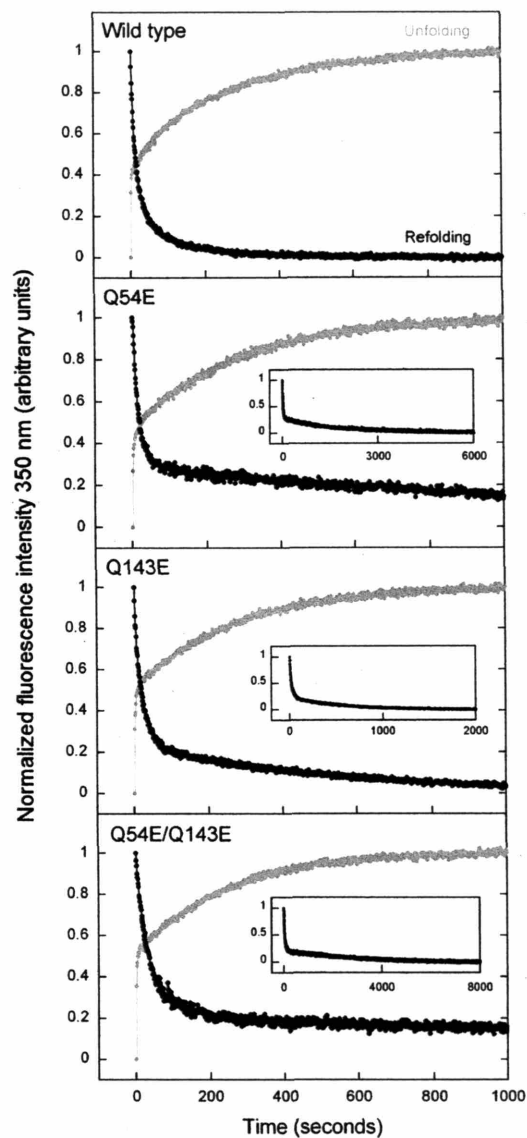 Wild type
Unfolding
1
0.8
0.6
0.4
0.2
0
Refolding
Q54E
1
0.8
0.6
0.4
0.2
0
1
0.5
0
0 3000 6000
Q143E
1
0.8
0.6
0.4
0.2
0
1
0.5
0
0 1000 2000
Q54E/Q143E
1
0.8
0.6
0.4
0.2
0
1
0.5
0
0 4000 8000
0 200 400 600 800 1000
Time (seconds)
Normalized fluorescence intensity 350 nm (arbitrary units)